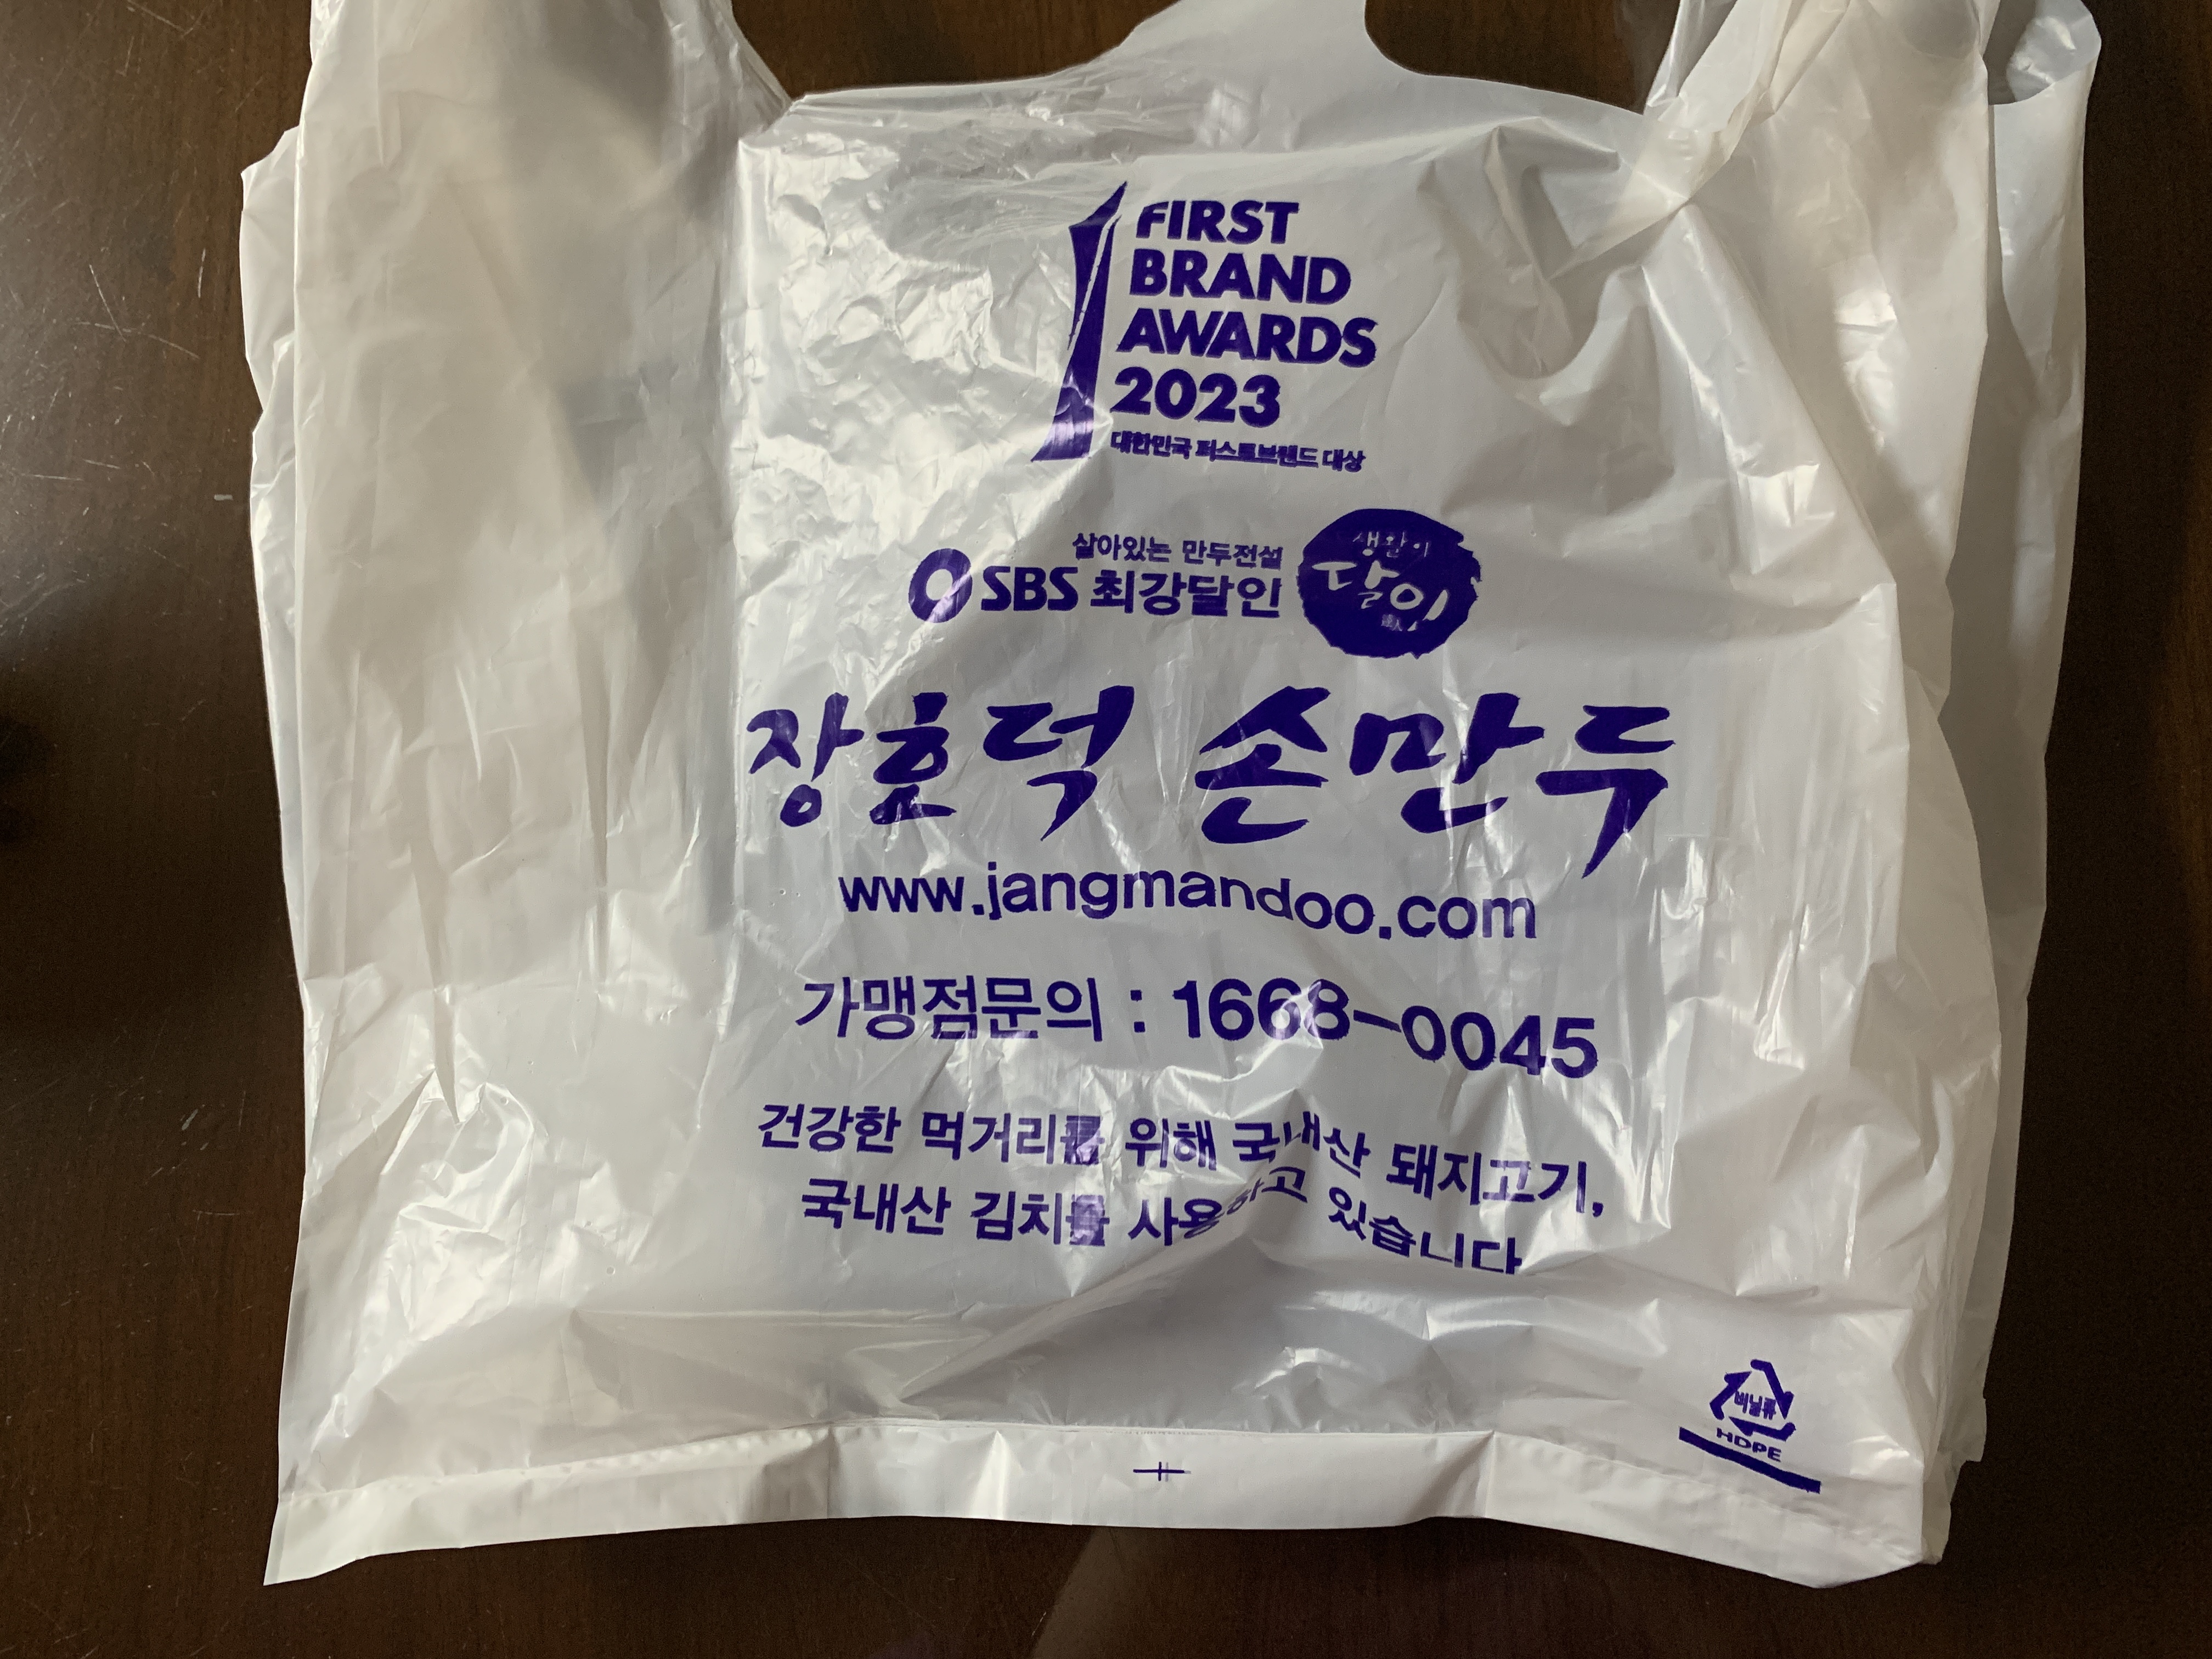 FIRST
BRAND
AWARDS
2023
대한민국 퍼스트브랜드 대상
살아있는 만두전설
SBS 최강달인
생활의
달인
장호덕 손만두
www.jangmandoo.com
가맹점문의 : 1668-0045
건강한 먹거리를 위해 국내산 돼지고기,
국내산 김치를 사용하고 있습니다
비닐류
HDPE